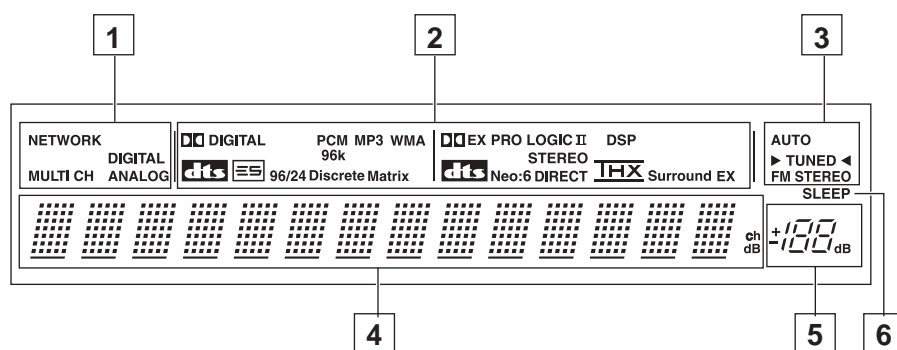 1 2 3
NETWORK
DIGITAL
MULTI CH ANALOG
DIGITAL PCM MP3 WMA
96k
dts ES 96/24 Discrete Matrix
EX PRO LOGIC II DSP
STEREO
dts Neo:6 DIRECT THX Surround EX
AUTO
► TUNED ◄
FM STEREO
SLEEP
ch
dB
+-188 dB
4 5 6